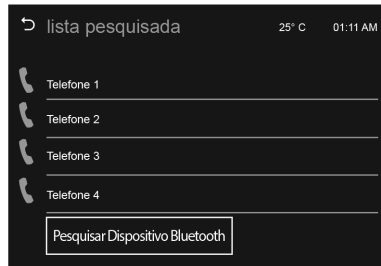 lista pesquisada 25° C 01:11 AM
Telefone 1
Telefone 2
Telefone 3
Telefone 4
Pesquisar Dispositivo Bluetooth